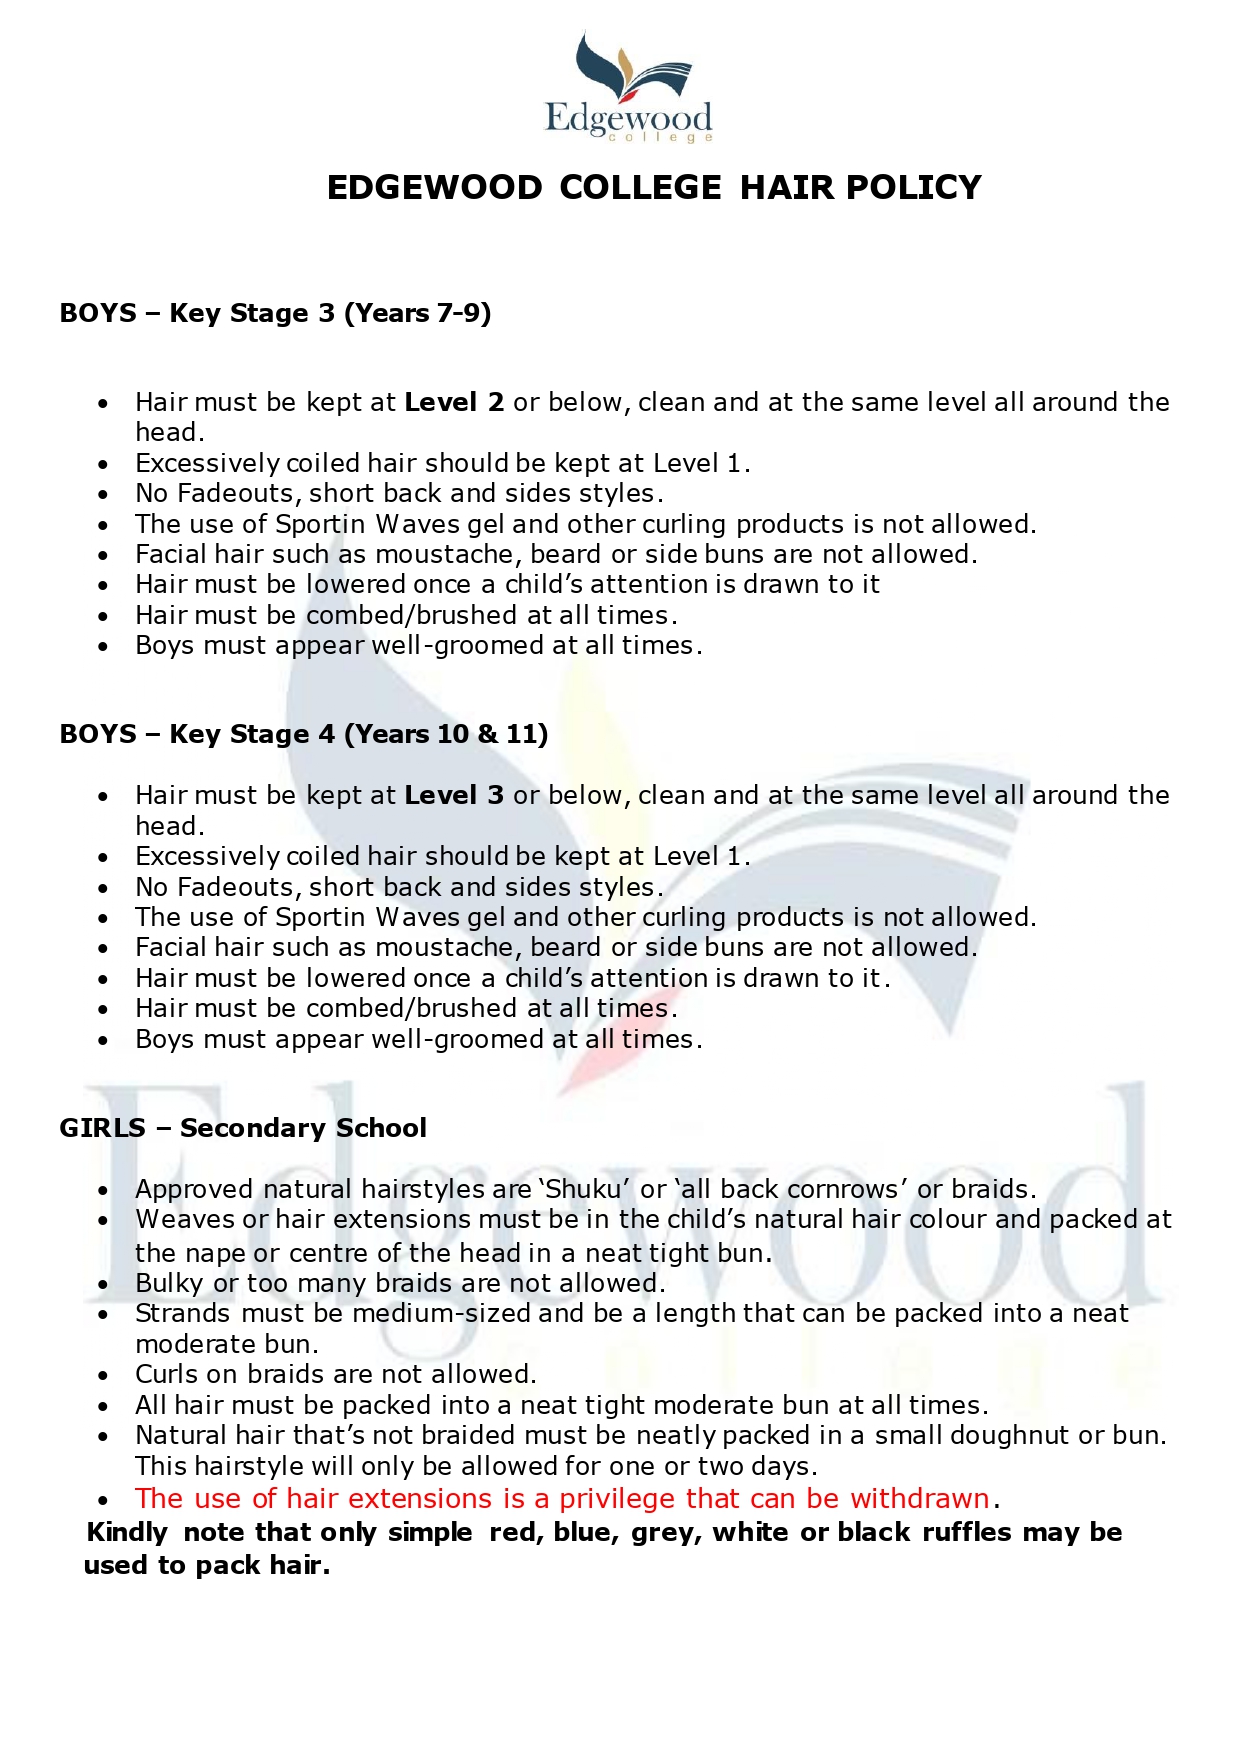 Edgewood
college
EDGEWOOD COLLEGE HAIR POLICY
BOYS – Key Stage 3 (Years 7-9)
• Hair must be kept at Level 2 or below, clean and at the same level all around the
head.
• Excessively coiled hair should be kept at Level 1.
• No Fadeouts, short back and sides styles.
• The use of Sportin Waves gel and other curling products is not allowed.
• Facial hair such as moustache, beard or side buns are not allowed.
• Hair must be lowered once a child’s attention is drawn to it
• Hair must be combed/brushed at all times.
• Boys must appear well-groomed at all times.
BOYS – Key Stage 4 (Years 10 & 11)
• Hair must be kept at Level 3 or below, clean and at the same level all around the
head.
• Excessively coiled hair should be kept at Level 1.
• No Fadeouts, short back and sides styles.
• The use of Sportin Waves gel and other curling products is not allowed.
• Facial hair such as moustache, beard or side buns are not allowed.
• Hair must be lowered once a child’s attention is drawn to it.
• Hair must be combed/brushed at all times.
• Boys must appear well-groomed at all times.
GIRLS – Secondary School
• Approved natural hairstyles are ‘Shuku’ or ‘all back cornrows’ or braids.
• Weaves or hair extensions must be in the child’s natural hair colour and packed at
the nape or centre of the head in a neat tight bun.
• Bulky or too many braids are not allowed.
• Strands must be medium-sized and be a length that can be packed into a neat
moderate bun.
• Curls on braids are not allowed.
• All hair must be packed into a neat tight moderate bun at all times.
• Natural hair that’s not braided must be neatly packed in a small doughnut or bun.
This hairstyle will only be allowed for one or two days.
• The use of hair extensions is a privilege that can be withdrawn.
Kindly note that only simple red, blue, grey, white or black ruffles may be
used to pack hair.
Edgewood
college